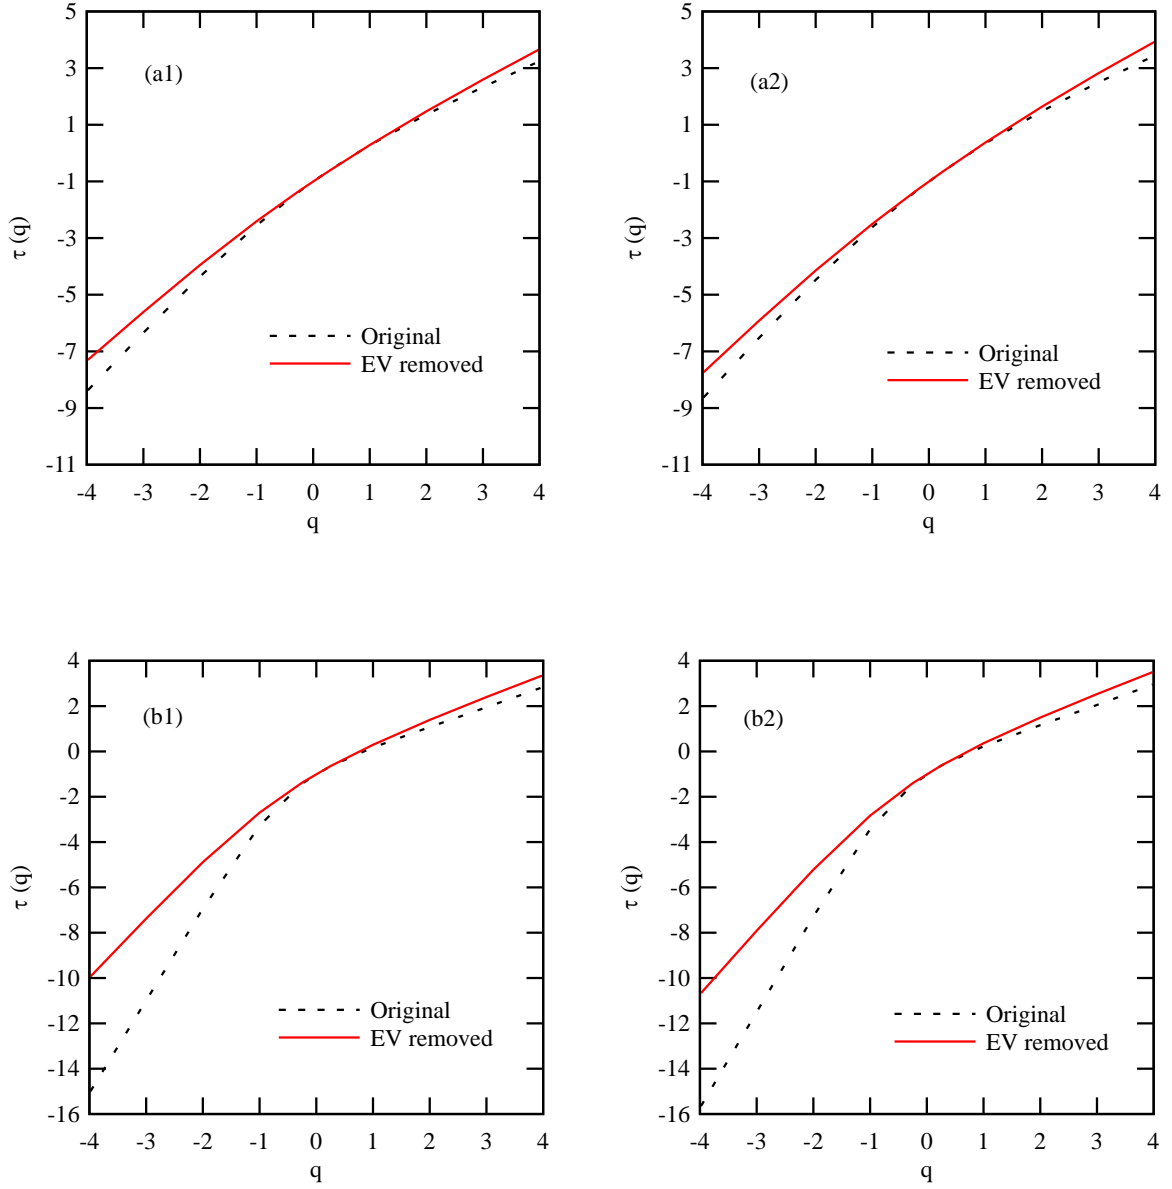 5
3
1
-1
-3
-5
-7
-9
-11
τ (q)
(a1)
Original
EV removed
-4 -3 -2 -1 0 1 2 3 4
q
5
3
1
-1
-3
-5
-7
-9
-11
τ (q)
(a2)
Original
EV removed
-4 -3 -2 -1 0 1 2 3 4
q
4
2
0
-2
-4
-6
-8
-10
-12
-14
-16
τ (q)
(b1)
Original
EV removed
-4 -3 -2 -1 0 1 2 3 4
q
4
2
0
-2
-4
-6
-8
-10
-12
-14
-16
τ (q)
(b2)
Original
EV removed
-4 -3 -2 -1 0 1 2 3 4
q